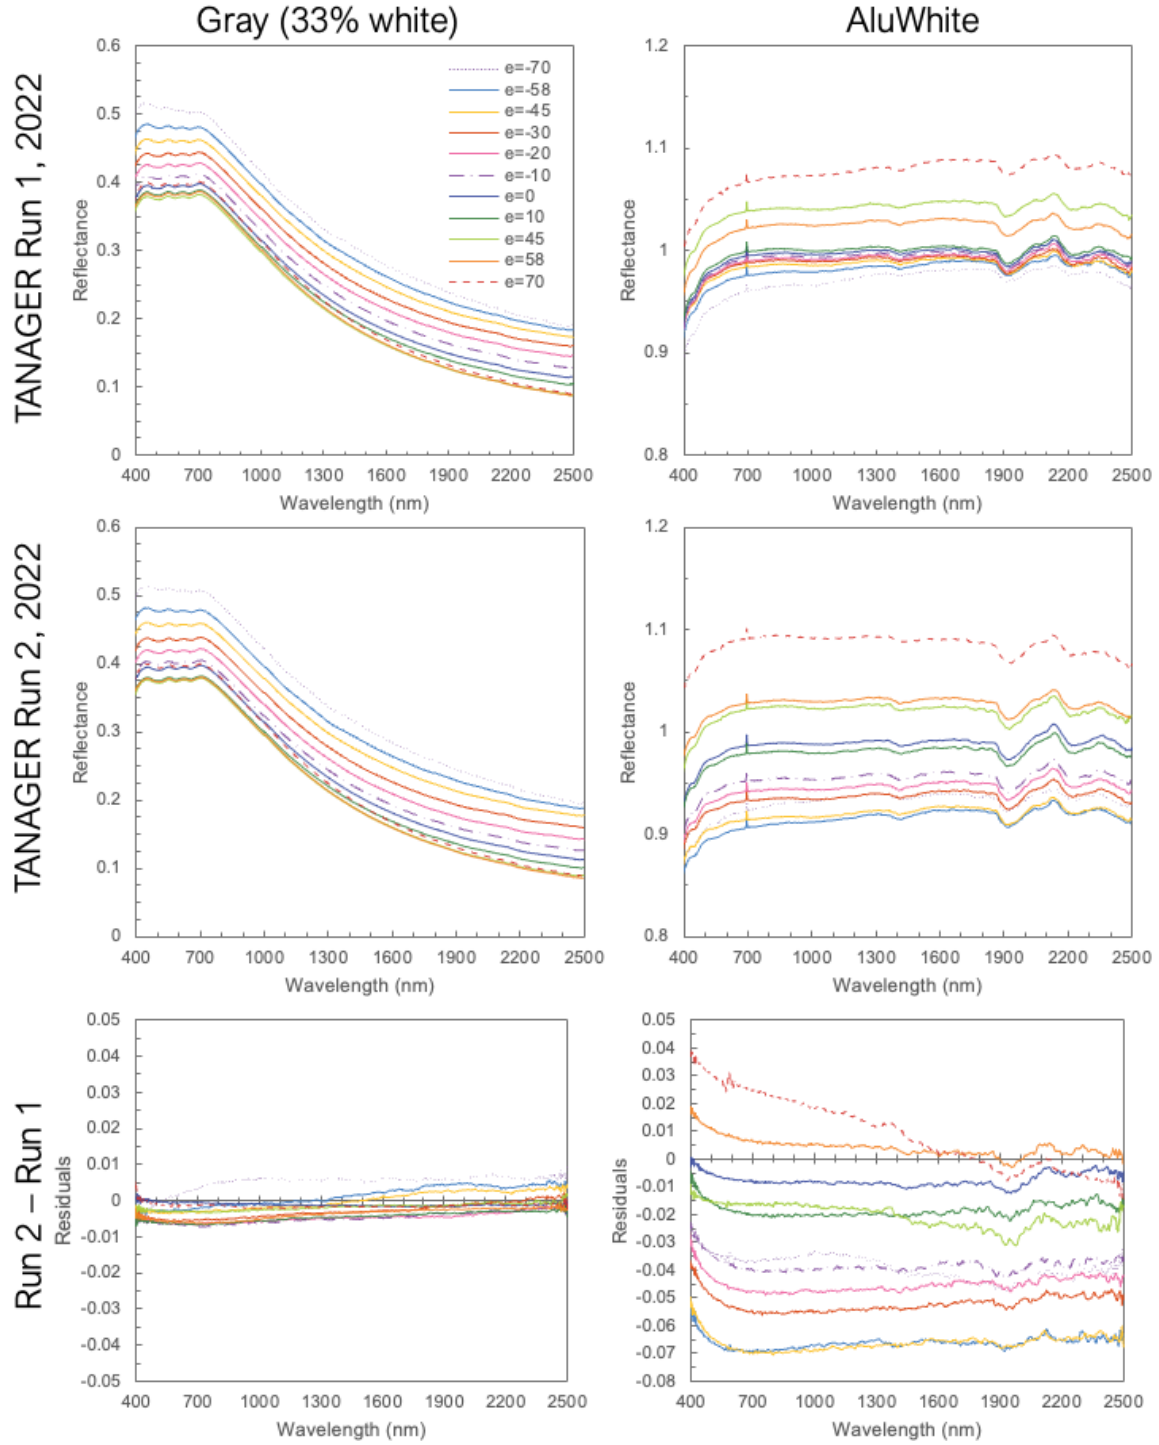 Gray (33% white)
AluWhite
TANAGER Run 1, 2022
Reflectance
0.6
0.5
0.4
0.3
0.2
0.1
0
e=-70
e=-58
e=-45
e=-30
e=-20
e=-10
e=0
e=10
e=45
e=58
e=70
400 700 1000 1300 1600 1900 2200 2500
Wavelength (nm)
Reflectance
1.2
1.1
1
0.9
0.8
400 700 1000 1300 1600 1900 2200 2500
Wavelength (nm)
TANAGER Run 2, 2022
Reflectance
0.6
0.5
0.4
0.3
0.2
0.1
0
400 700 1000 1300 1600 1900 2200 2500
Wavelength (nm)
Reflectance
1.2
1.1
1
0.9
0.8
400 700 1000 1300 1600 1900 2200 2500
Wavelength (nm)
Run 2 – Run 1
Residuals
0.05
0.04
0.03
0.02
0.01
0
-0.01
-0.02
-0.03
-0.04
-0.05
400 700 1000 1300 1600 1900 2200 2500
Wavelength (nm)
Residuals
0.05
0.04
0.03
0.02
0.01
0
-0.01
-0.02
-0.03
-0.04
-0.05
-0.06
-0.07
-0.08
400 700 1000 1300 1600 1900 2200 2500
Wavelength (nm)